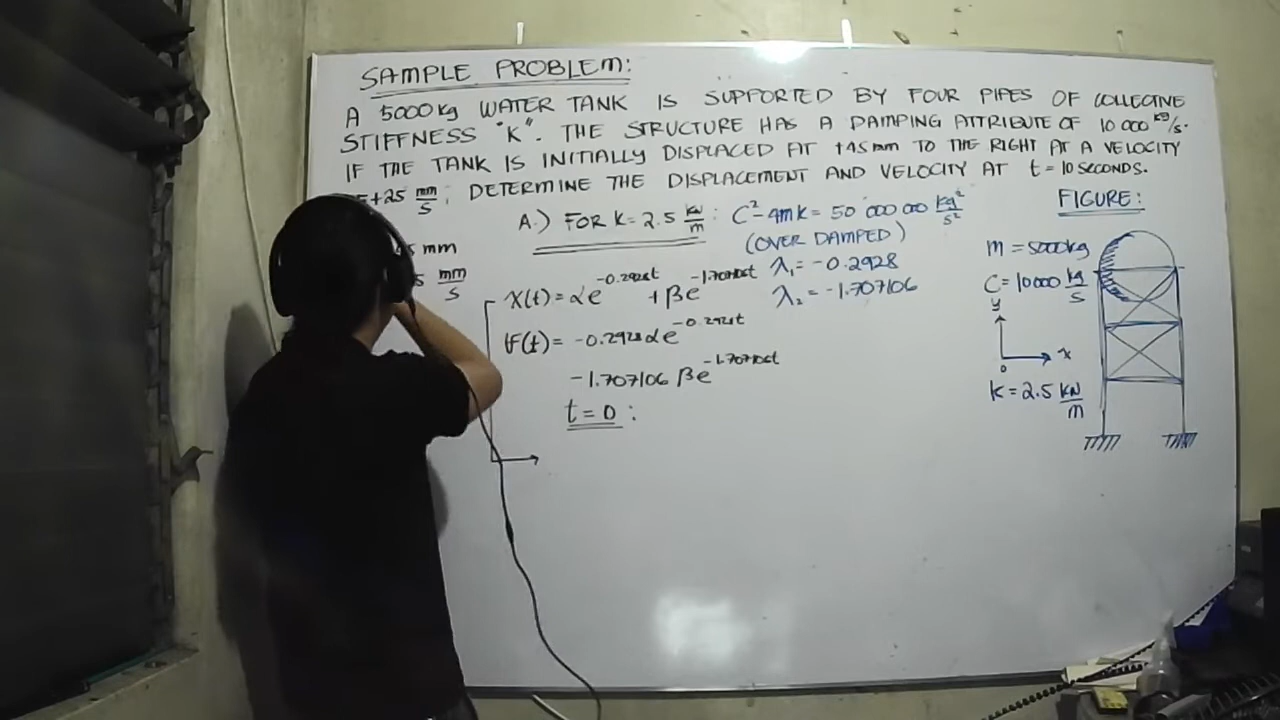 SAMPLE PROBLEM:
A 5000kg WATER TANK IS SUPPORTED BY FOUR PIPES OF COLLECTIVE
STIFFNESS "K". THE STRUCTURE HAS A DAMPING ATTRIBUTE OF 10 000 kg/s.
IF THE TANK IS INITIALLY DISPLACED AT +45mm TO THE RIGHT AT A VELOCITY
+25 mm/s; DETERMINE THE DISPLACEMENT AND VELOCITY AT t = 10 SECONDS.
A.) FOR K = 2.5 kN/m : C² - 4mk = 50 000 000 kg²/s²
(OVER DAMPED)
λ₁ = -0.2928
λ₂ = -1.707106
mm
mm/s
x(t) = αe^-0.2928t + βe^-1.707106t
v(t) = -0.2928αe^-0.2928t
-1.707106 βe^-1.707106t
t = 0 :
FIGURE:
m = 5000kg
C = 10000 kg/s
y
x
0
k = 2.5 kN/m